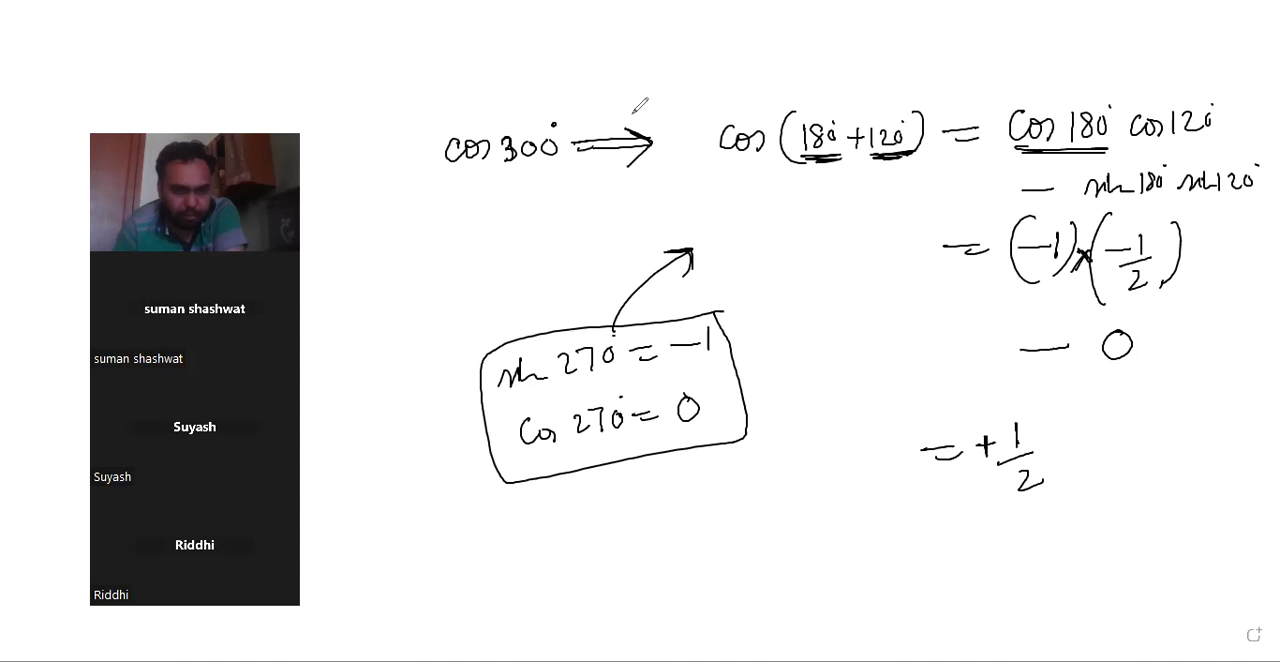 cos 300° ⟹ cos (180° + 120°) = cos 180° cos 120°
— sin 180° sin 120°
= (-1) × (-1/2)
— 0
= + 1/2
sin 270° = -1
cos 270° = 0
suman shashwat
suman shashwat
Suyash
Suyash
Riddhi
Riddhi